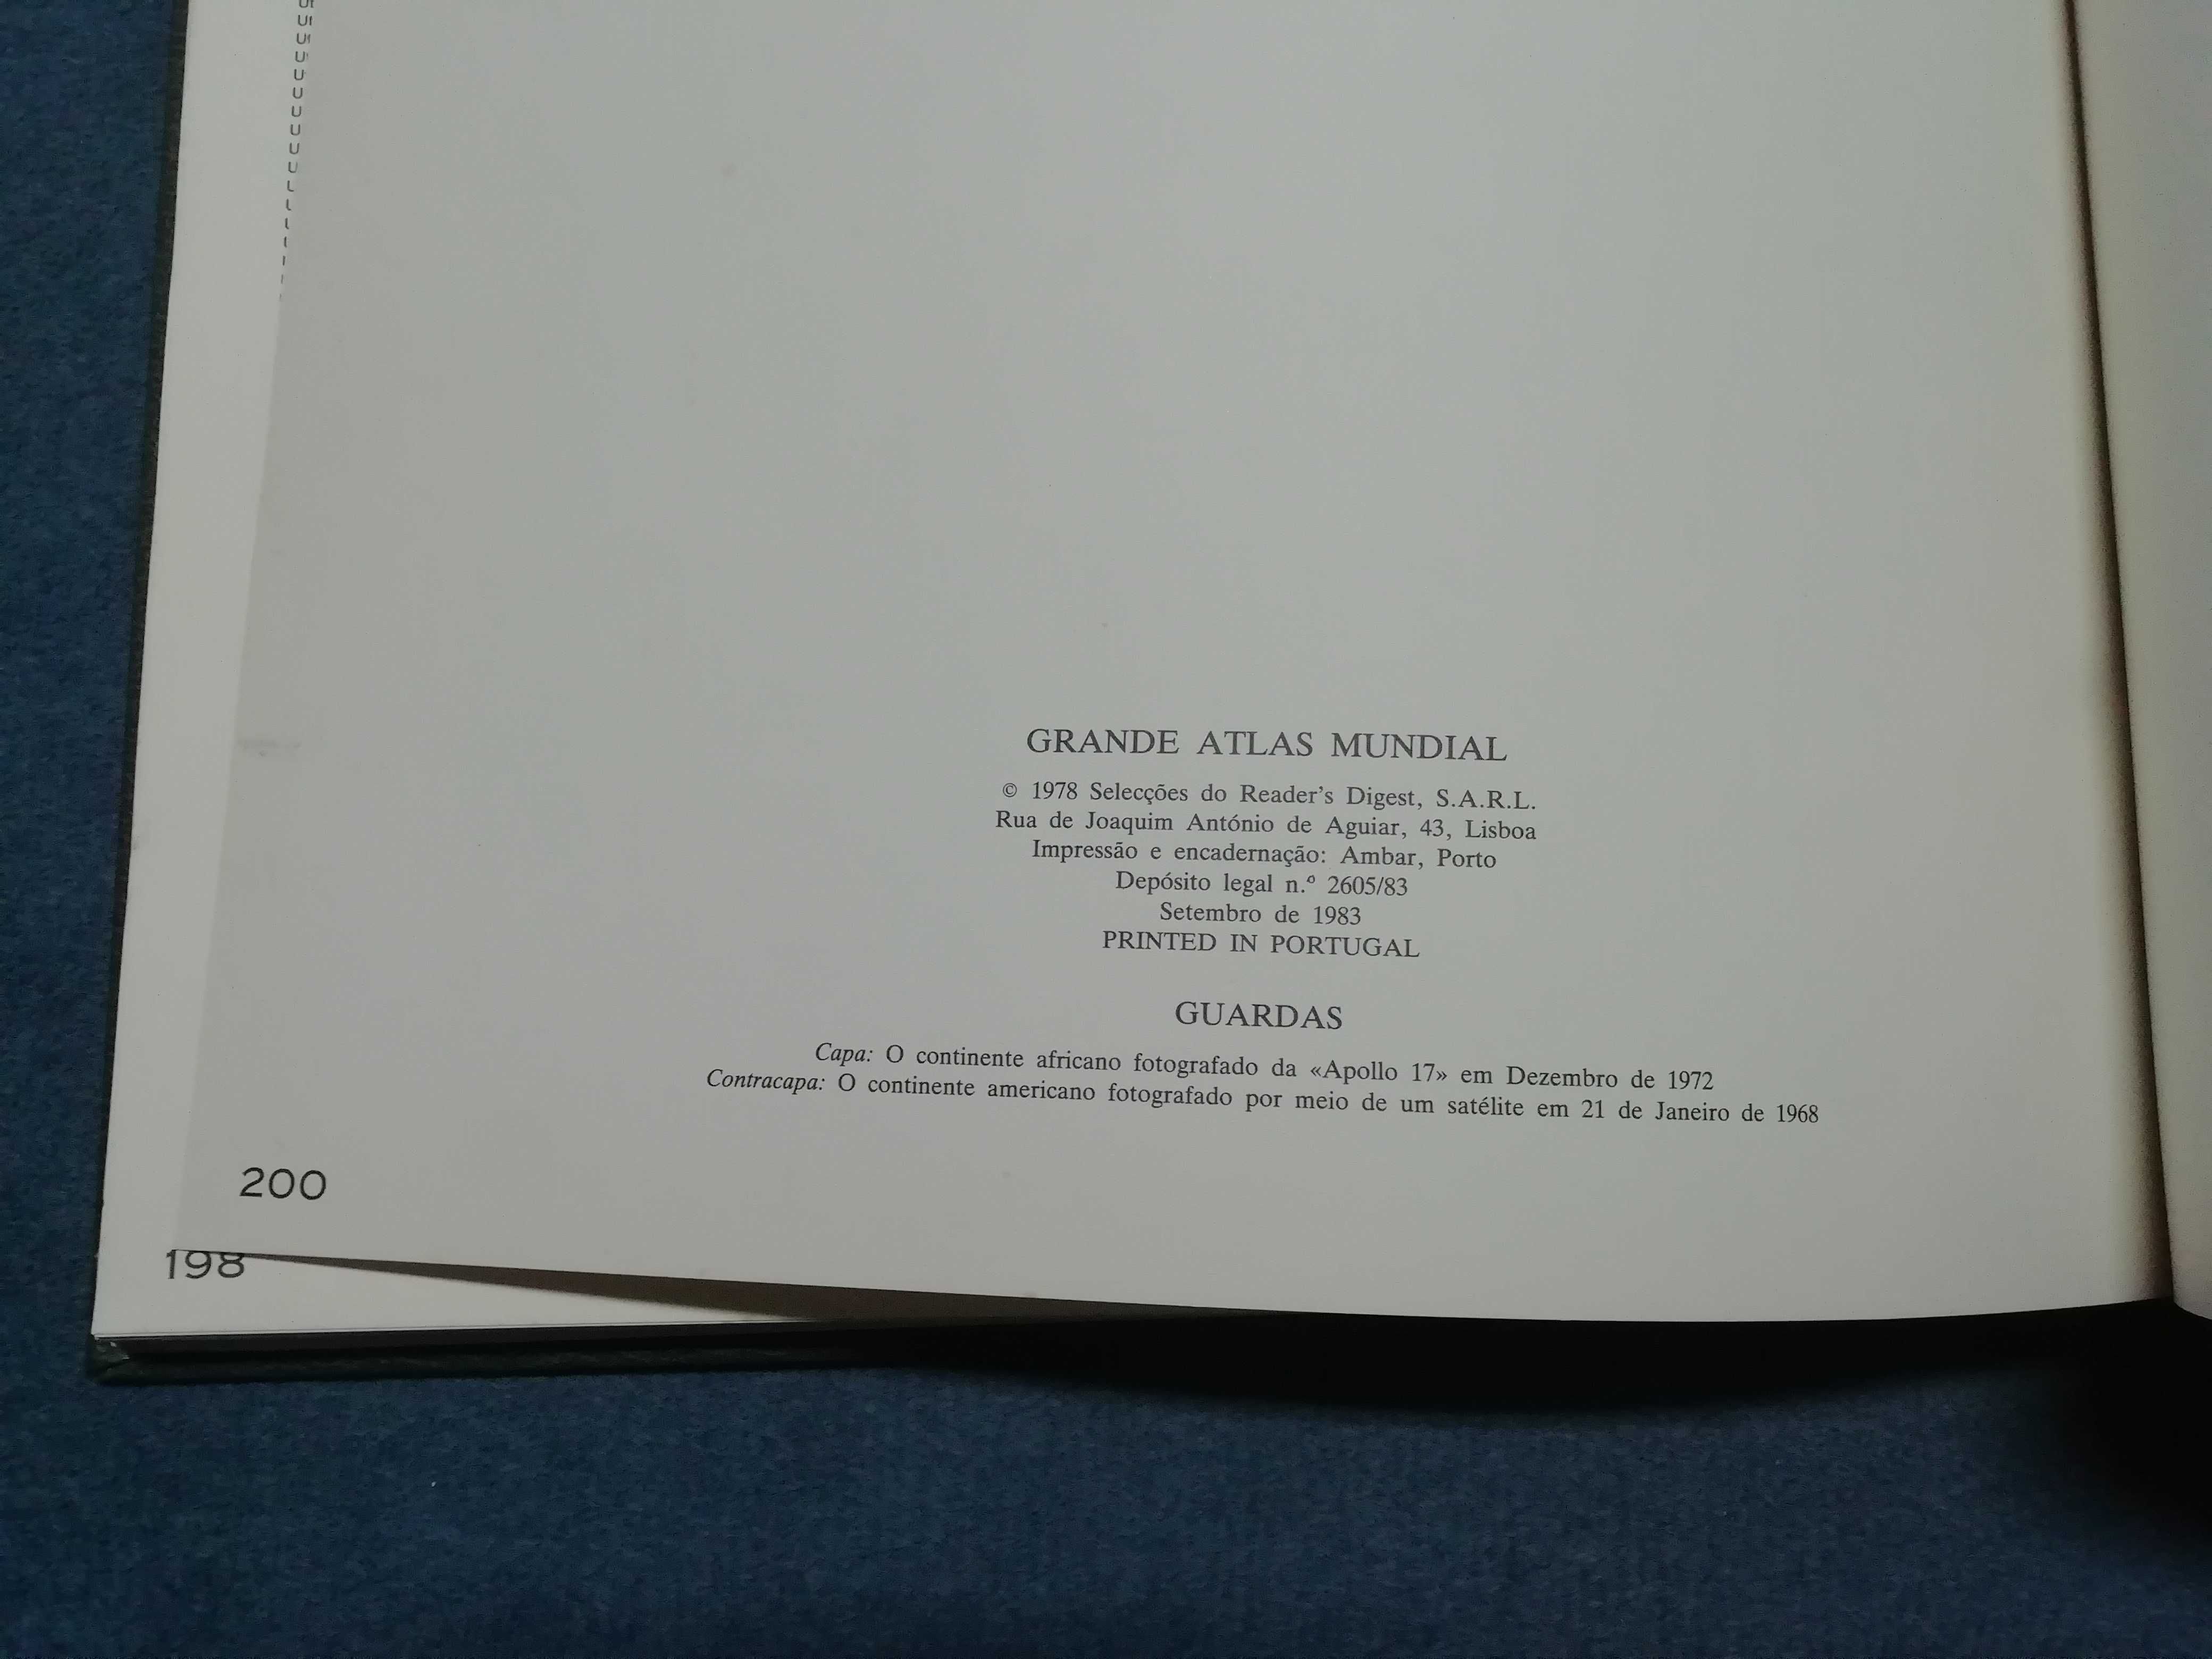 GRANDE ATLAS MUNDIAL
© 1978 Selecções do Reader's Digest, S.A.R.L.
Rua de Joaquim António de Aguiar, 43, Lisboa
Impressão e encadernação: Ambar, Porto
Depósito legal n.º 2605/83
Setembro de 1983
PRINTED IN PORTUGAL
GUARDAS
Capa: O continente africano fotografado da «Apollo 17» em Dezembro de 1972
Contracapa: O continente americano fotografado por meio de um satélite em 21 de Janeiro de 1968
200
198